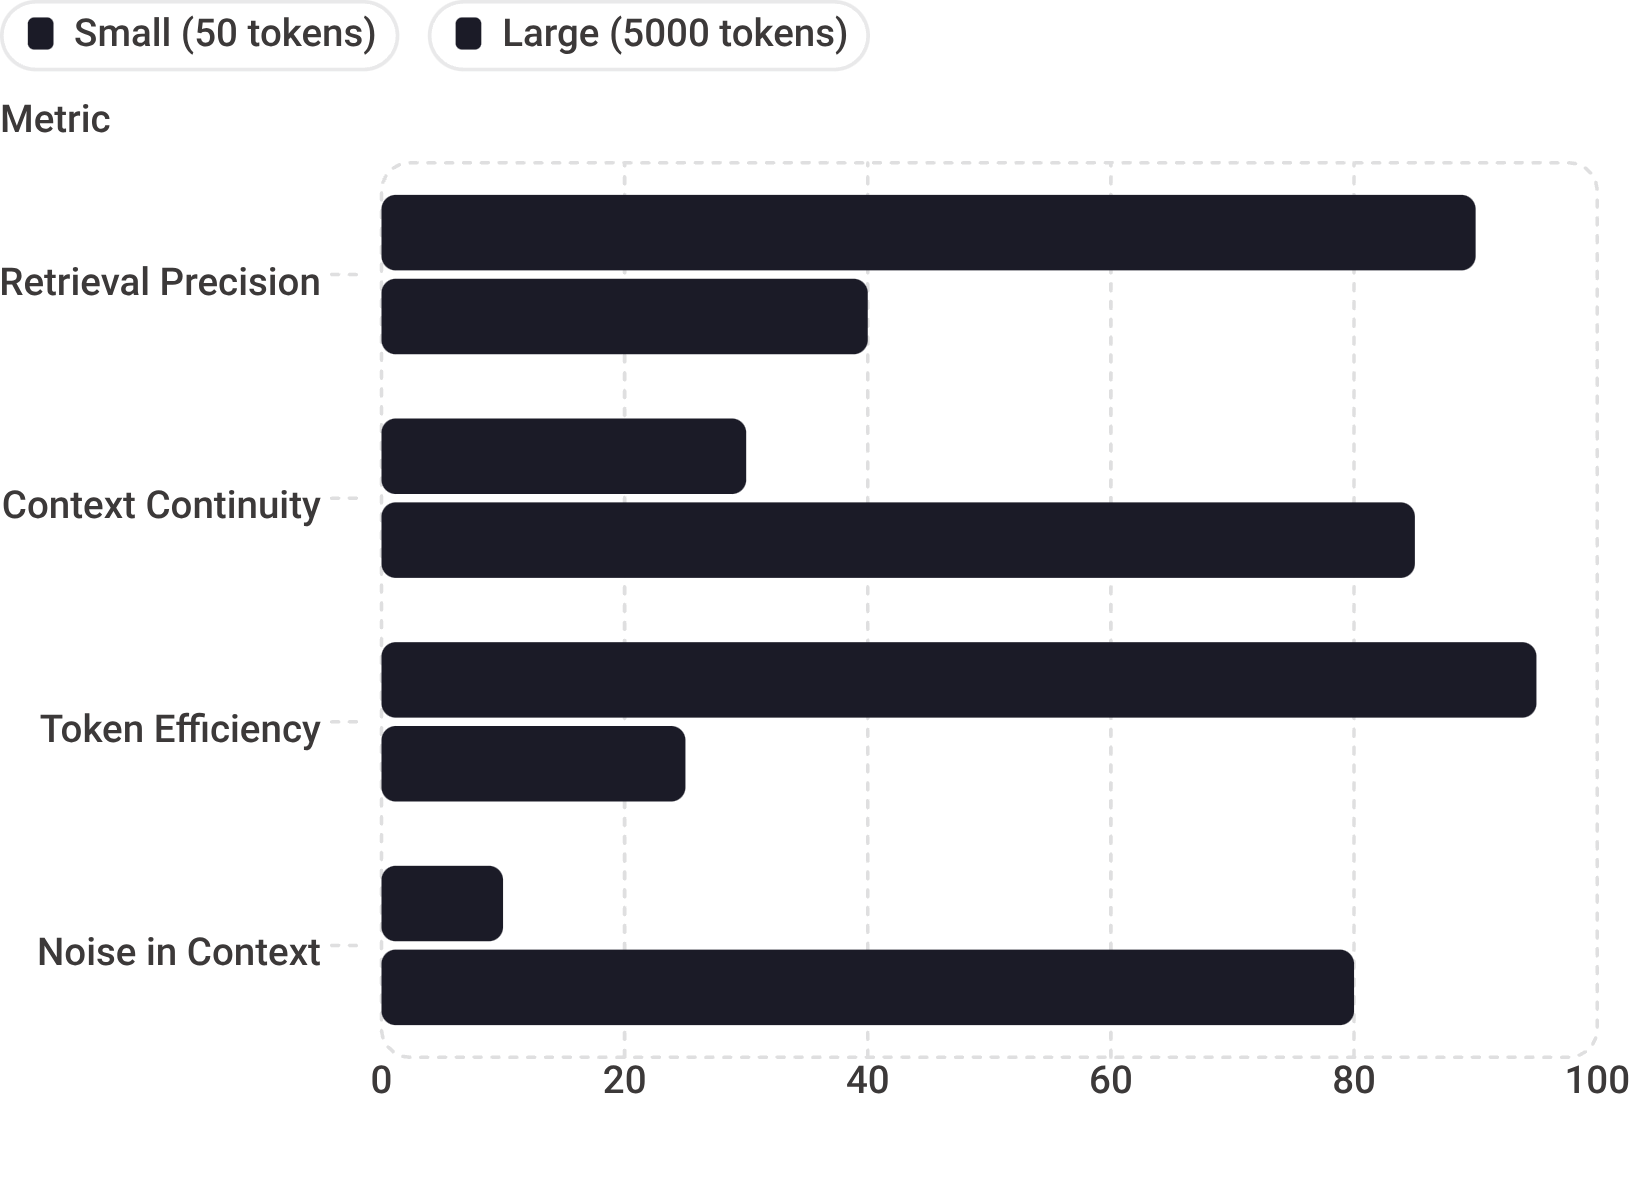 Small (50 tokens) Large (5000 tokens)
Metric
Retrieval Precision
Context Continuity
Token Efficiency
Noise in Context
0 20 40 60 80 100